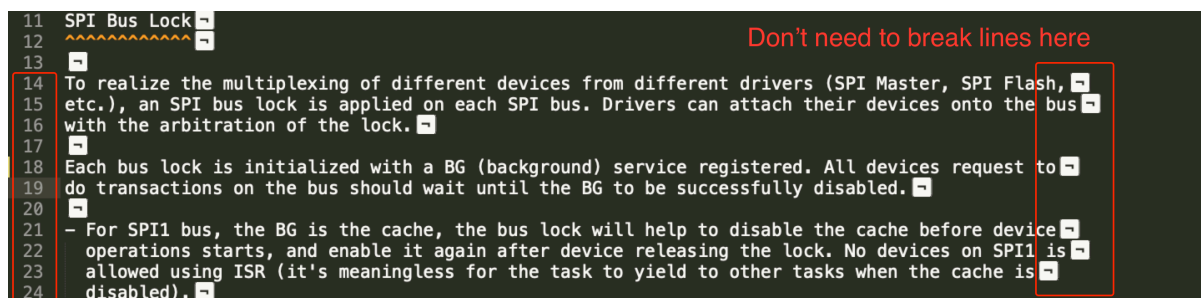 11 SPI Bus Lock¬
12 ^^^^^^^^^^^^¬
Don't need to break lines here
13 ¬
14 To realize the multiplexing of different devices from different drivers (SPI Master, SPI Flash, ¬
15 etc.), an SPI bus lock is applied on each SPI bus. Drivers can attach their devices onto the bus¬
16 with the arbitration of the lock.¬
17 ¬
18 Each bus lock is initialized with a BG (background) service registered. All devices request to¬
19 do transactions on the bus should wait until the BG to be successfully disabled.¬
20 ¬
21 - For SPI1 bus, the BG is the cache, the bus lock will help to disable the cache before device¬
22 operations starts, and enable it again after device releasing the lock. No devices on SPI1 is¬
23 allowed using ISR (it's meaningless for the task to yield to other tasks when the cache is¬
24 disabled).¬